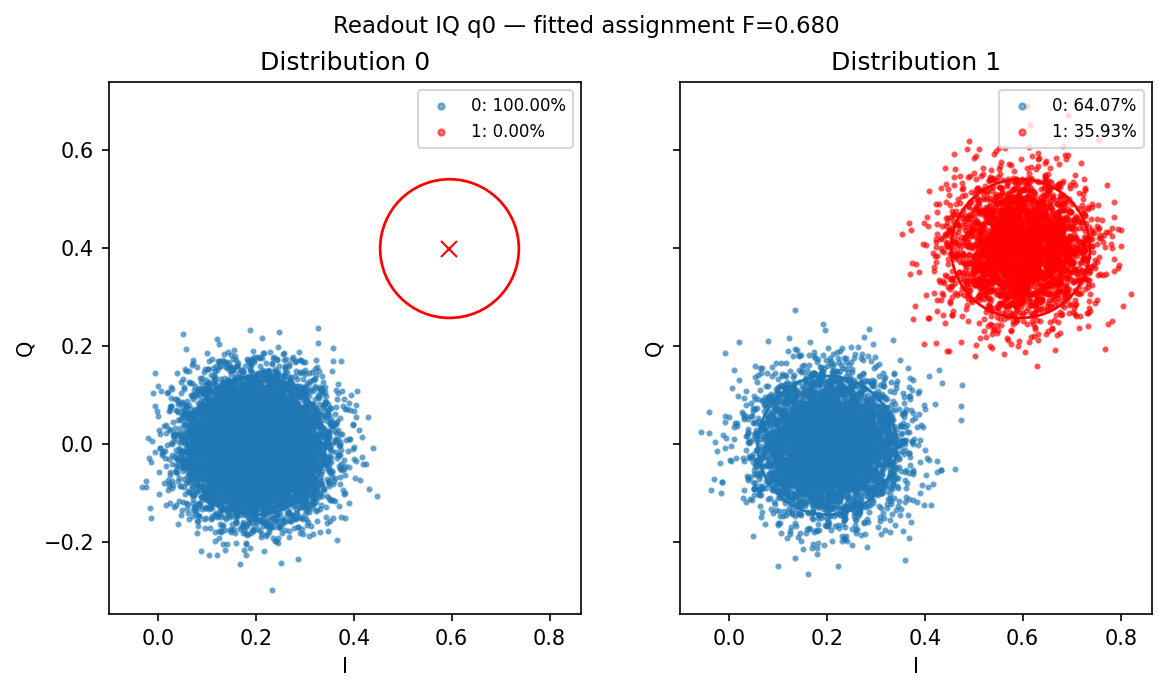 Readout IQ q0 — fitted assignment F=0.680
Distribution 0
0: 100.00%
1: 0.00%
Q
0.6
0.4
0.2
0.0
−0.2
0.0 0.2 0.4 0.6 0.8
I
Distribution 1
0: 64.07%
1: 35.93%
Q
0.0 0.2 0.4 0.6 0.8
I